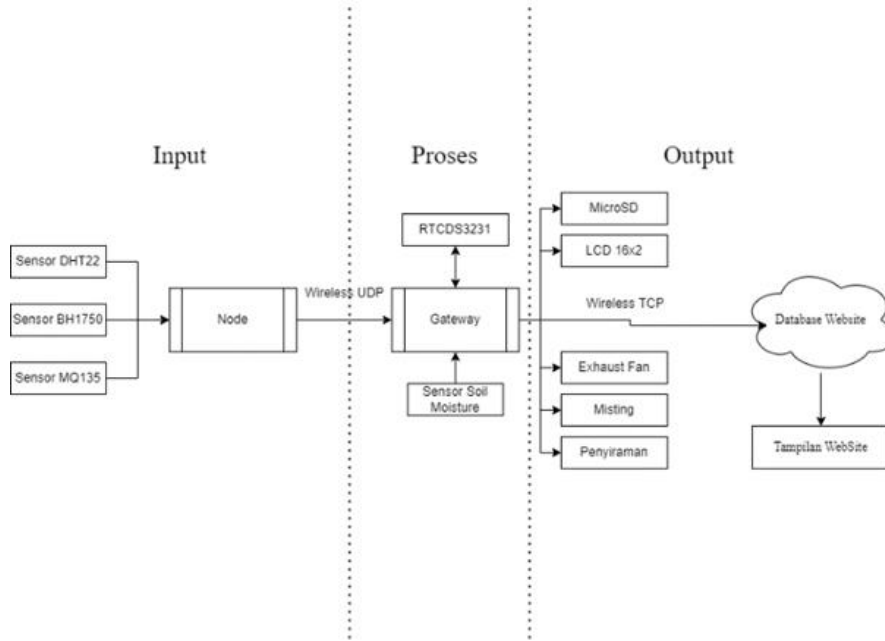 Input
Proses
Output
Sensor DHT22
Sensor BH1750
Sensor MQ135
Node
Wireless UDP
RTCDS3231
Gateway
Sensor Soil
Moisture
MicroSD
LCD 16x2
Wireless TCP
Exhaust Fan
Misting
Penyiraman
Database Website
Tampilan WebSite